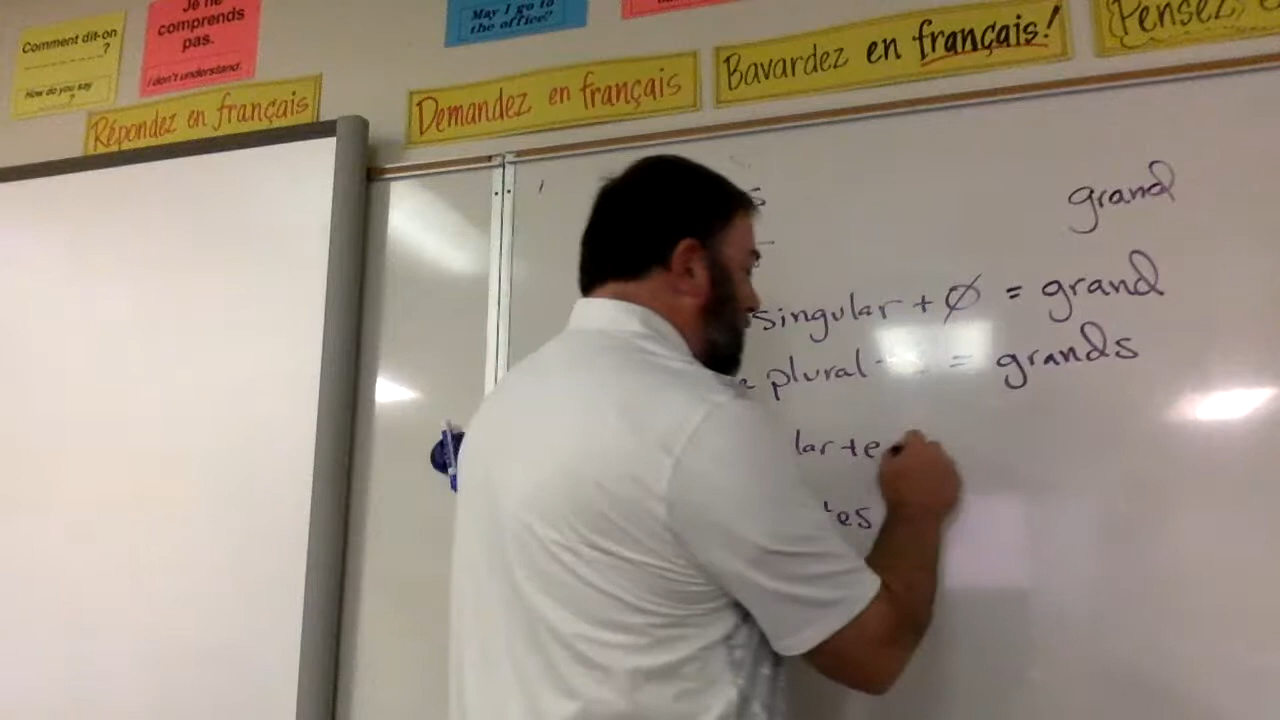 Comment dit-on
?
How do you say
?
Je ne
comprends
pas.
I don't understand.
May I go to
the office?
Répondez en français
Demandez en français
Bavardez en français!
Pensez,
grand
singular + Ø = grand
plural = grands
lar + e
es